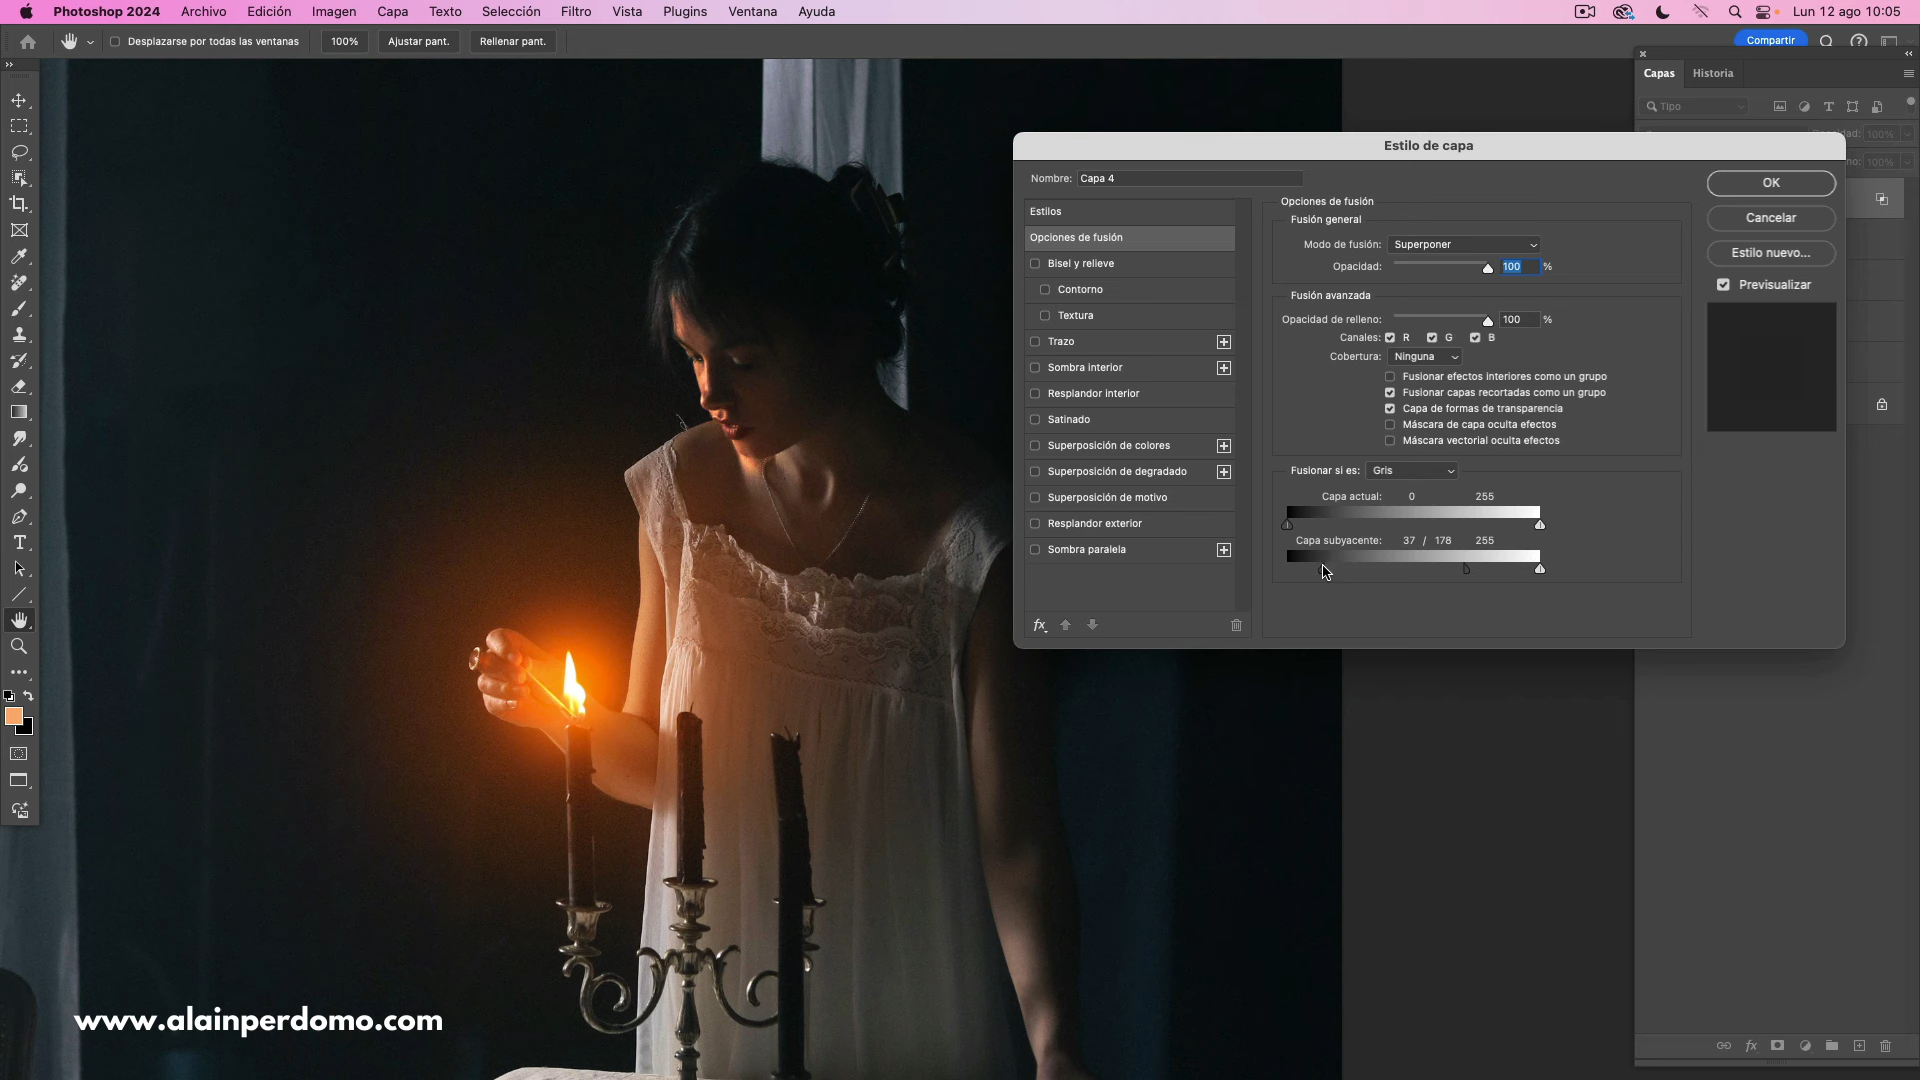 Photoshop 2024 Archivo Edición Imagen Capa Texto Selección Filtro Vista Plugins Ventana Ayuda Lun 12 ago 10:05
Desplazarse por todas las ventanas 100% Ajustar pant. Rellenar pant. Compartir
Capas Historia
Tipo
100%
100%
Estilo de capa
Nombre: Capa 4
OK
Cancelar
Estilo nuevo...
Previsualizar
Estilos
Opciones de fusión
Bisel y relieve
Contorno
Textura
Trazo
Sombra interior
Resplandor interior
Satinado
Superposición de colores
Superposición de degradado
Superposición de motivo
Resplandor exterior
Sombra paralela
fx
Opciones de fusión
Fusión general
Modo de fusión: Superponer
Opacidad: 100 %
Fusión avanzada
Opacidad de relleno: 100 %
Canales: R G B
Cobertura: Ninguna
Fusionar efectos interiores como un grupo
Fusionar capas recortadas como un grupo
Capa de formas de transparencia
Máscara de capa oculta efectos
Máscara vectorial oculta efectos
Fusionar si es: Gris
Capa actual: 0 255
Capa subyacente: 37 / 178 255
www.alainperdomo.com
fx